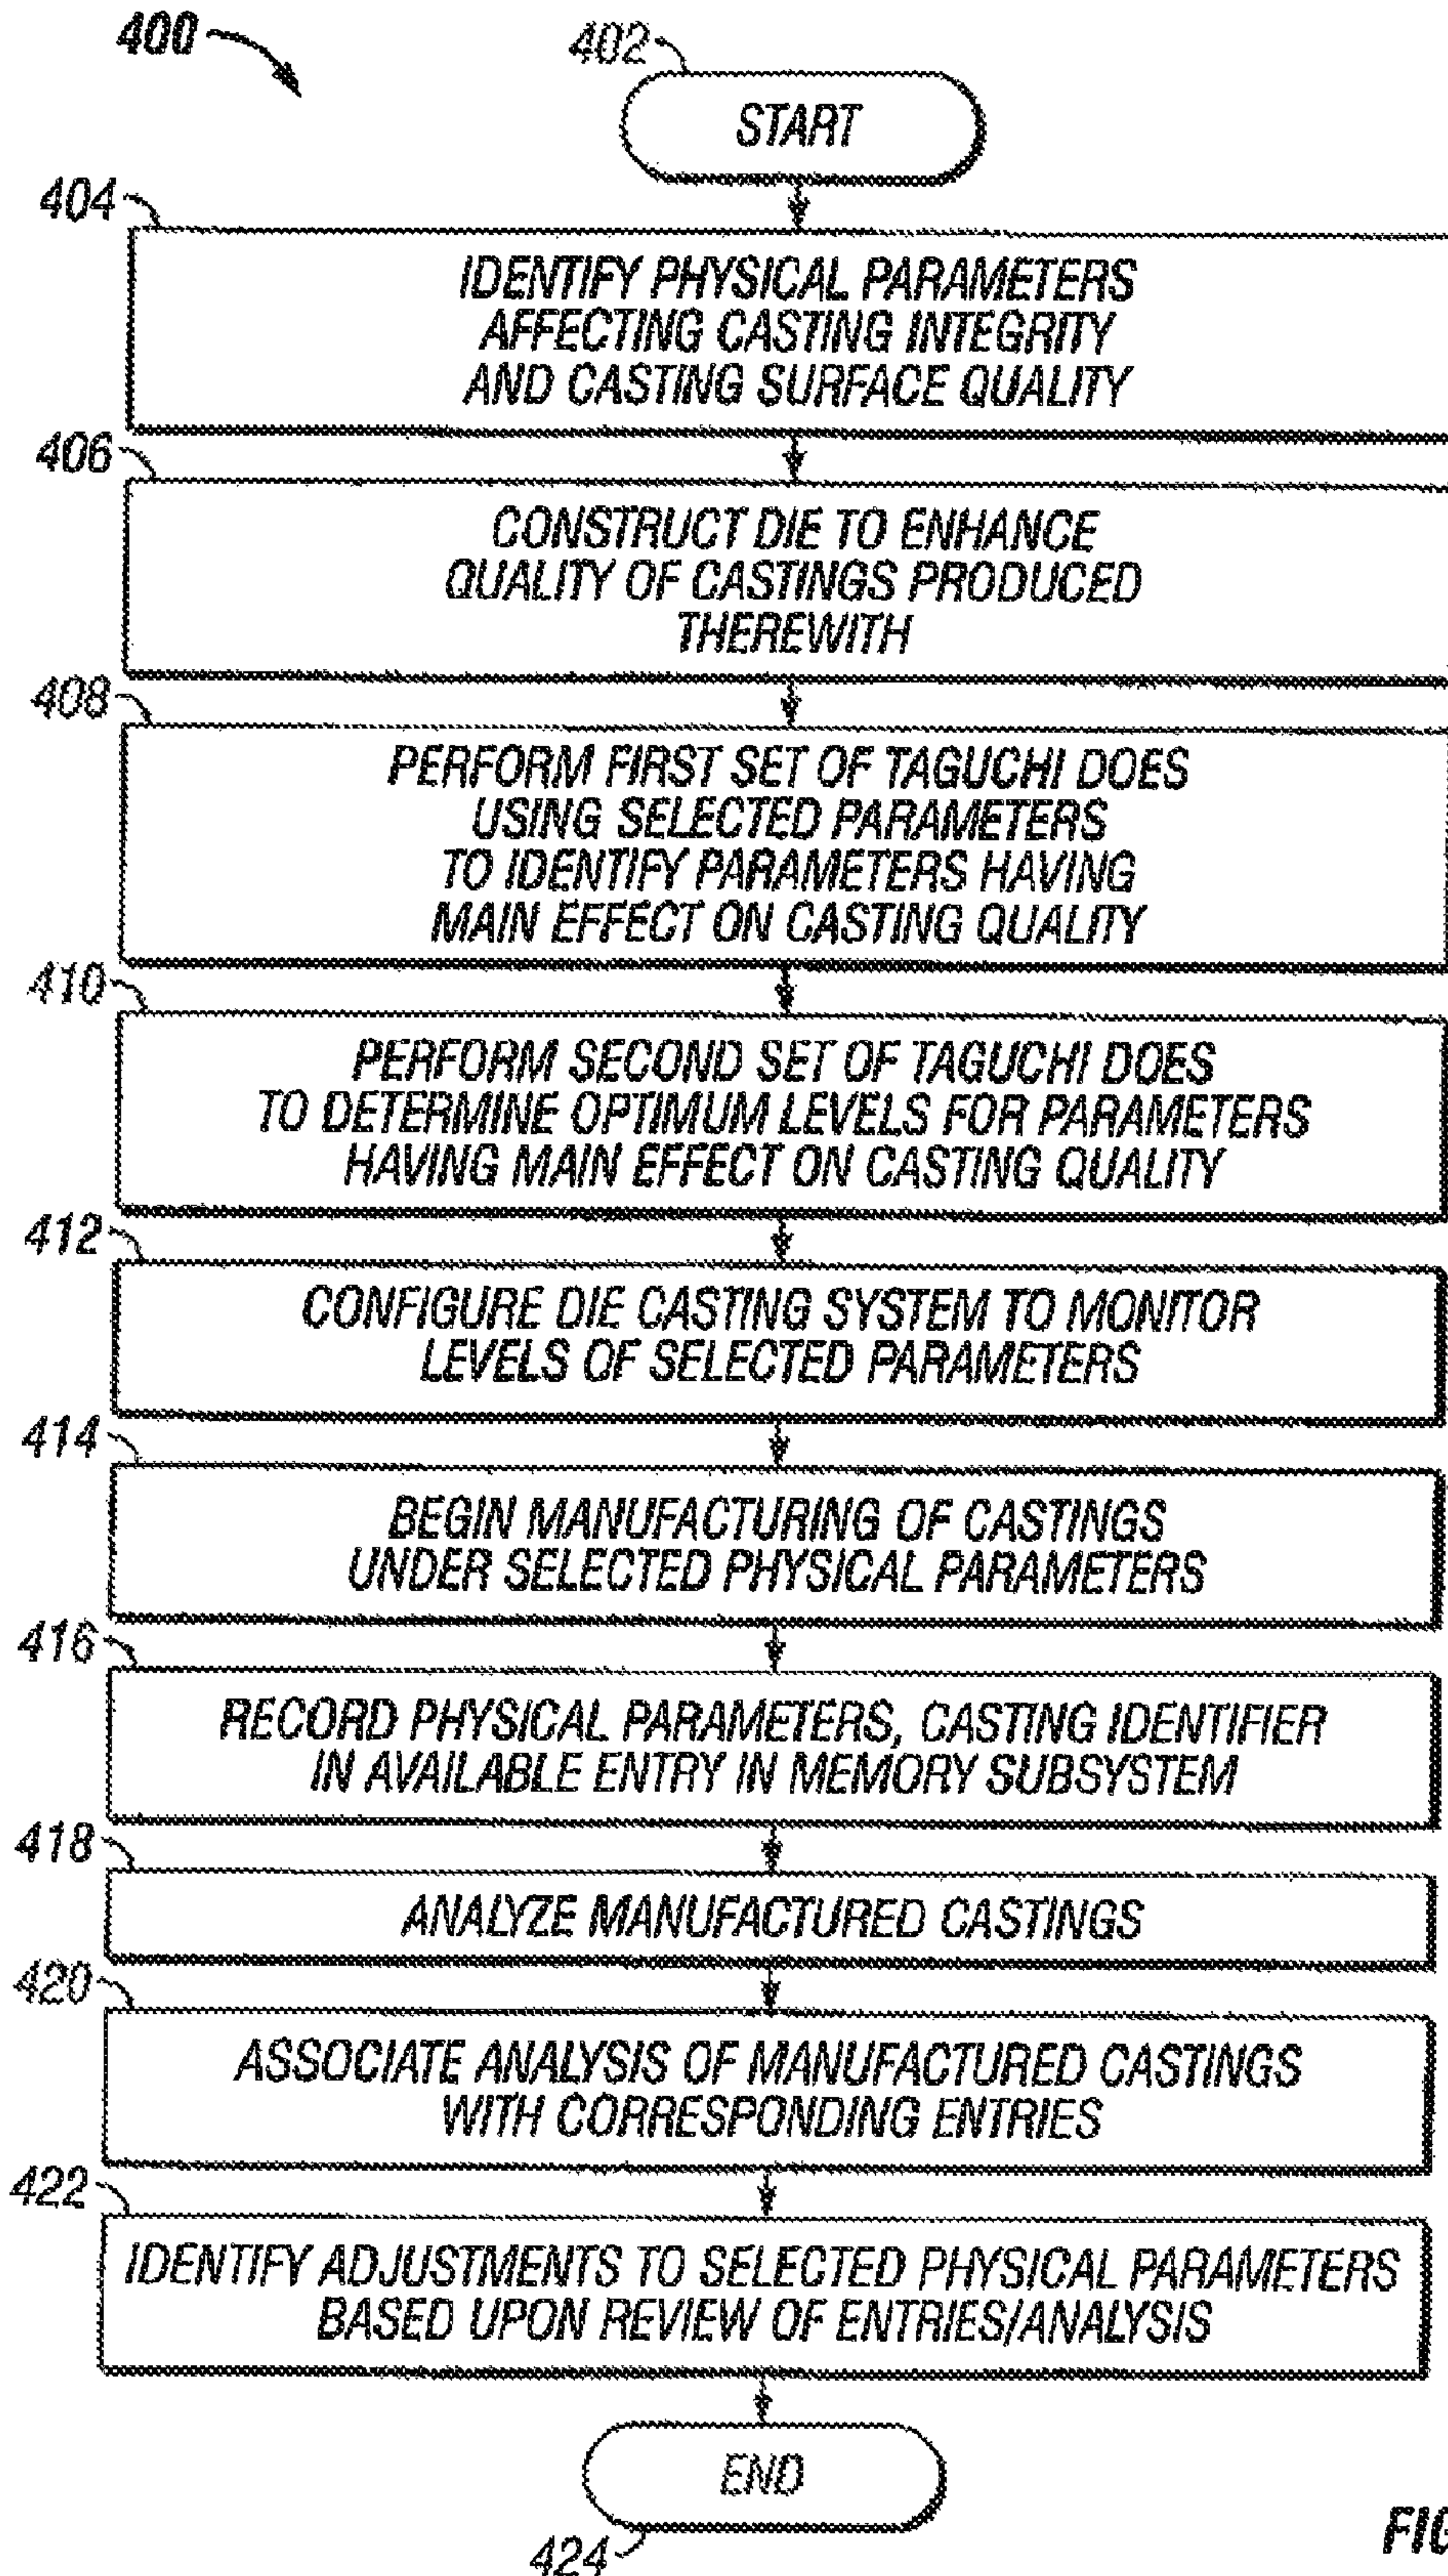 400
402
START
404
IDENTIFY PHYSICAL PARAMETERS
AFFECTING CASTING INTEGRITY
AND CASTING SURFACE QUALITY
406
CONSTRUCT DIE TO ENHANCE
QUALITY OF CASTINGS PRODUCED
THEREWITH
408
PERFORM FIRST SET OF TAGUCHI DOES
USING SELECTED PARAMETERS
TO IDENTIFY PARAMETERS HAVING
MAIN EFFECT ON CASTING QUALITY
410
PERFORM SECOND SET OF TAGUCHI DOES
TO DETERMINE OPTIMUM LEVELS FOR PARAMETERS
HAVING MAIN EFFECT ON CASTING QUALITY
412
CONFIGURE DIE CASTING SYSTEM TO MONITOR
LEVELS OF SELECTED PARAMETERS
414
BEGIN MANUFACTURING OF CASTINGS
UNDER SELECTED PHYSICAL PARAMETERS
416
RECORD PHYSICAL PARAMETERS, CASTING IDENTIFIER
IN AVAILABLE ENTRY IN MEMORY SUBSYSTEM
418
ANALYZE MANUFACTURED CASTINGS
420
ASSOCIATE ANALYSIS OF MANUFACTURED CASTINGS
WITH CORRESPONDING ENTRIES
422
IDENTIFY ADJUSTMENTS TO SELECTED PHYSICAL PARAMETERS
BASED UPON REVIEW OF ENTRIES/ANALYSIS
END
424
FIG